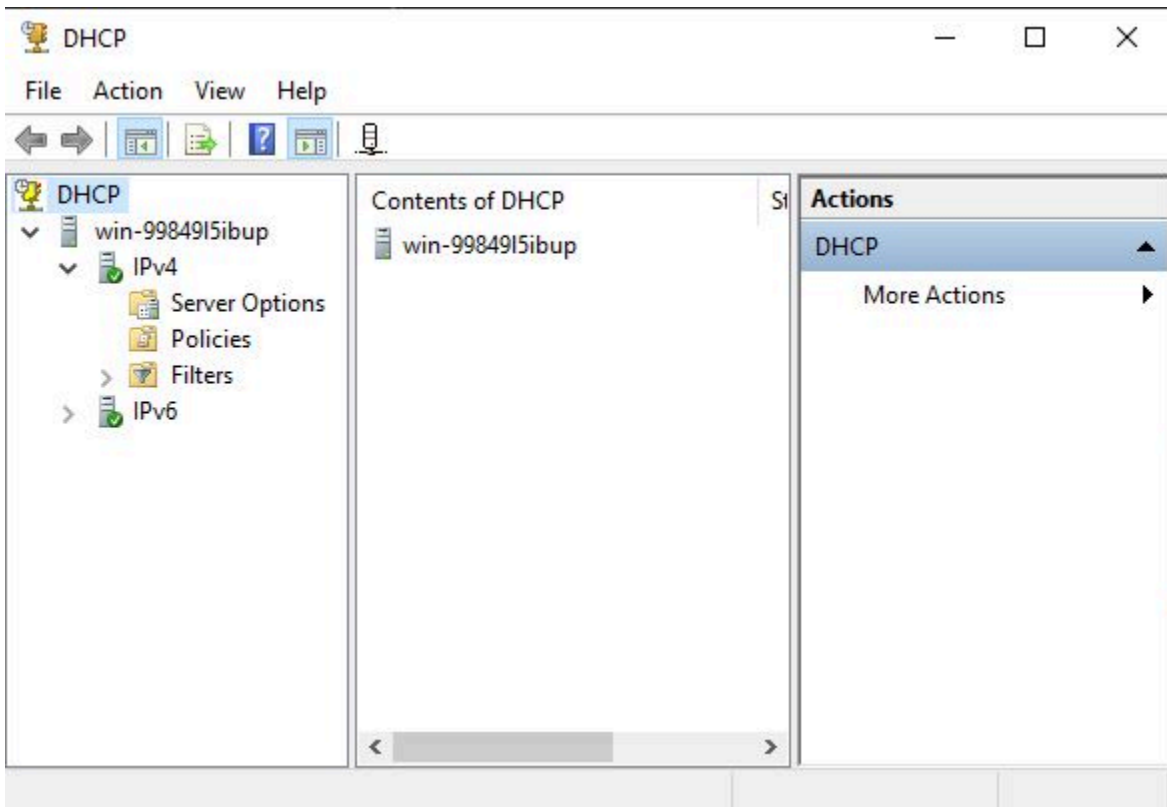 DHCP
File Action View Help
DHCP
win-99849l5ibup
IPv4
Server Options
Policies
Filters
IPv6
Contents of DHCP St
win-99849l5ibup
Actions
DHCP
More Actions